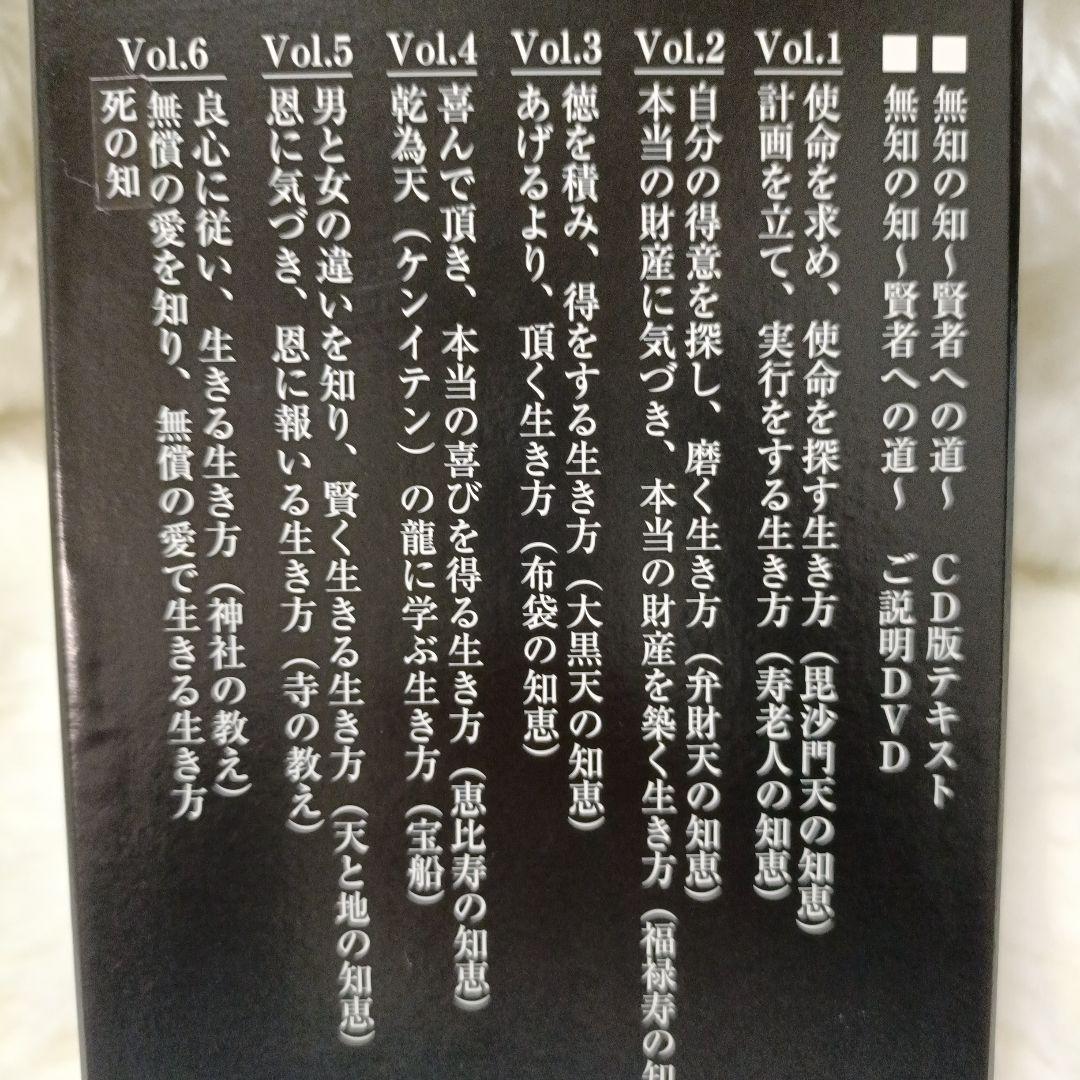 ■ 無知の知～賢者への道～ CD版テキスト
■ 無知の知～賢者への道～ ご説明DVD
Vol.1
使命を求め、使命を探す生き方（毘沙門天の知恵）
計画を立て、実行をする生き方（寿老人の知恵）
Vol.2
自分の得意を探し、磨く生き方（弁財天の知恵）
本当の財産に気づき、本当の財産を築く生き方（福禄寿の知
Vol.3
徳を積み、得をする生き方（大黒天の知恵）
あげるより、頂く生き方（布袋の知恵）
Vol.4
喜んで頂き、本当の喜びを得る生き方（恵比寿の知恵）
乾為天（ケンイテン）の龍に学ぶ生き方（宝船）
Vol.5
男と女の違いを知り、賢く生きる生き方（天と地の知恵）
恩に気づき、恩に報いる生き方（寺の教え）
Vol.6
良心に従い、生きる生き方（神社の教え）
無償の愛を知り、無償の愛で生きる生き方
死の知